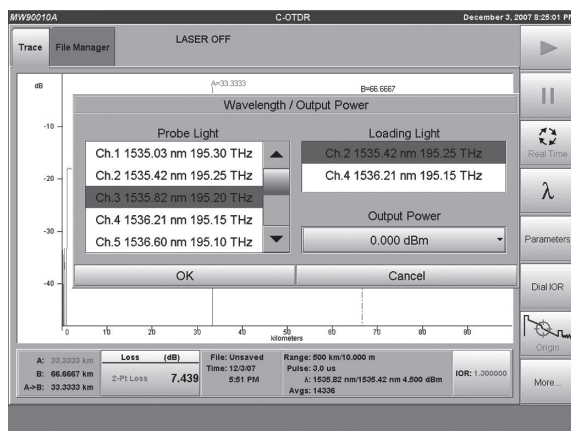 MW90010A C-OTDR December 3, 2007 8:25:01 PM
Trace File Manager LASER OFF
dB
A=33.3333 B=66.6667
Wavelength / Output Power
Probe Light
Ch.1 1535.03 nm 195.30 THz
Ch.2 1535.42 nm 195.25 THz
Ch.3 1535.82 nm 195.20 THz
Ch.4 1536.21 nm 195.15 THz
Ch.5 1536.60 nm 195.10 THz
Loading Light
Ch.2 1535.42 nm 195.25 THz
Ch.4 1536.21 nm 195.15 THz
Output Power
0.000 dBm
OK Cancel
-10
-20
-30
-40
0 10 20 30 40 50 60 70 80 90
kilometers
A: 33.3333 km
B: 66.6667 km
A->B: 33.3333 km
Loss (dB)
2-Pt Loss 7.439
File: Unsaved
Time: 12/3/07
5:51 PM
Range: 500 km/10.000 m
Pulse: 3.0 us
λ: 1535.82 nm/1535.42 nm 4.500 dBm
Avgs: 14336
IOR: 1.300000
Real Time
λ
Parameters
Dial IOR
Origin
More...